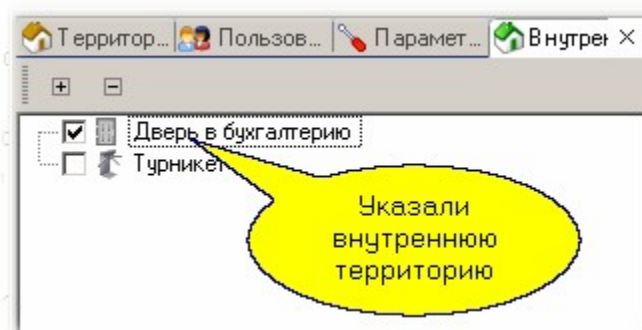 Территор... Пользов... Парамет... Внутрен
Дверь в бухгалтерию
Турникет
Указали
внутреннюю
территорию